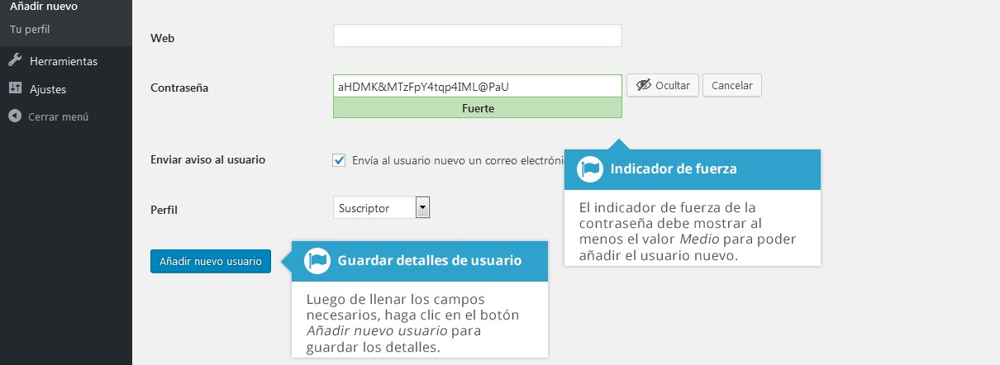 Añadir nuevo
Tu perfil
Herramientas
Ajustes
Cerrar menú
Web
Contraseña
aHDMK&MTzFpY4tqp4IML@PaU
Ocultar
Cancelar
Fuerte
Enviar aviso al usuario
Envía al usuario nuevo un correo electróni
Indicador de fuerza
El indicador de fuerza de la
contraseña debe mostrar al
menos el valor Medio para poder
añadir el usuario nuevo.
Perfil
Suscriptor
Añadir nuevo usuario
Guardar detalles de usuario
Luego de llenar los campos
necesarios, haga clic en el botón
Añadir nuevo usuario para
guardar los detalles.